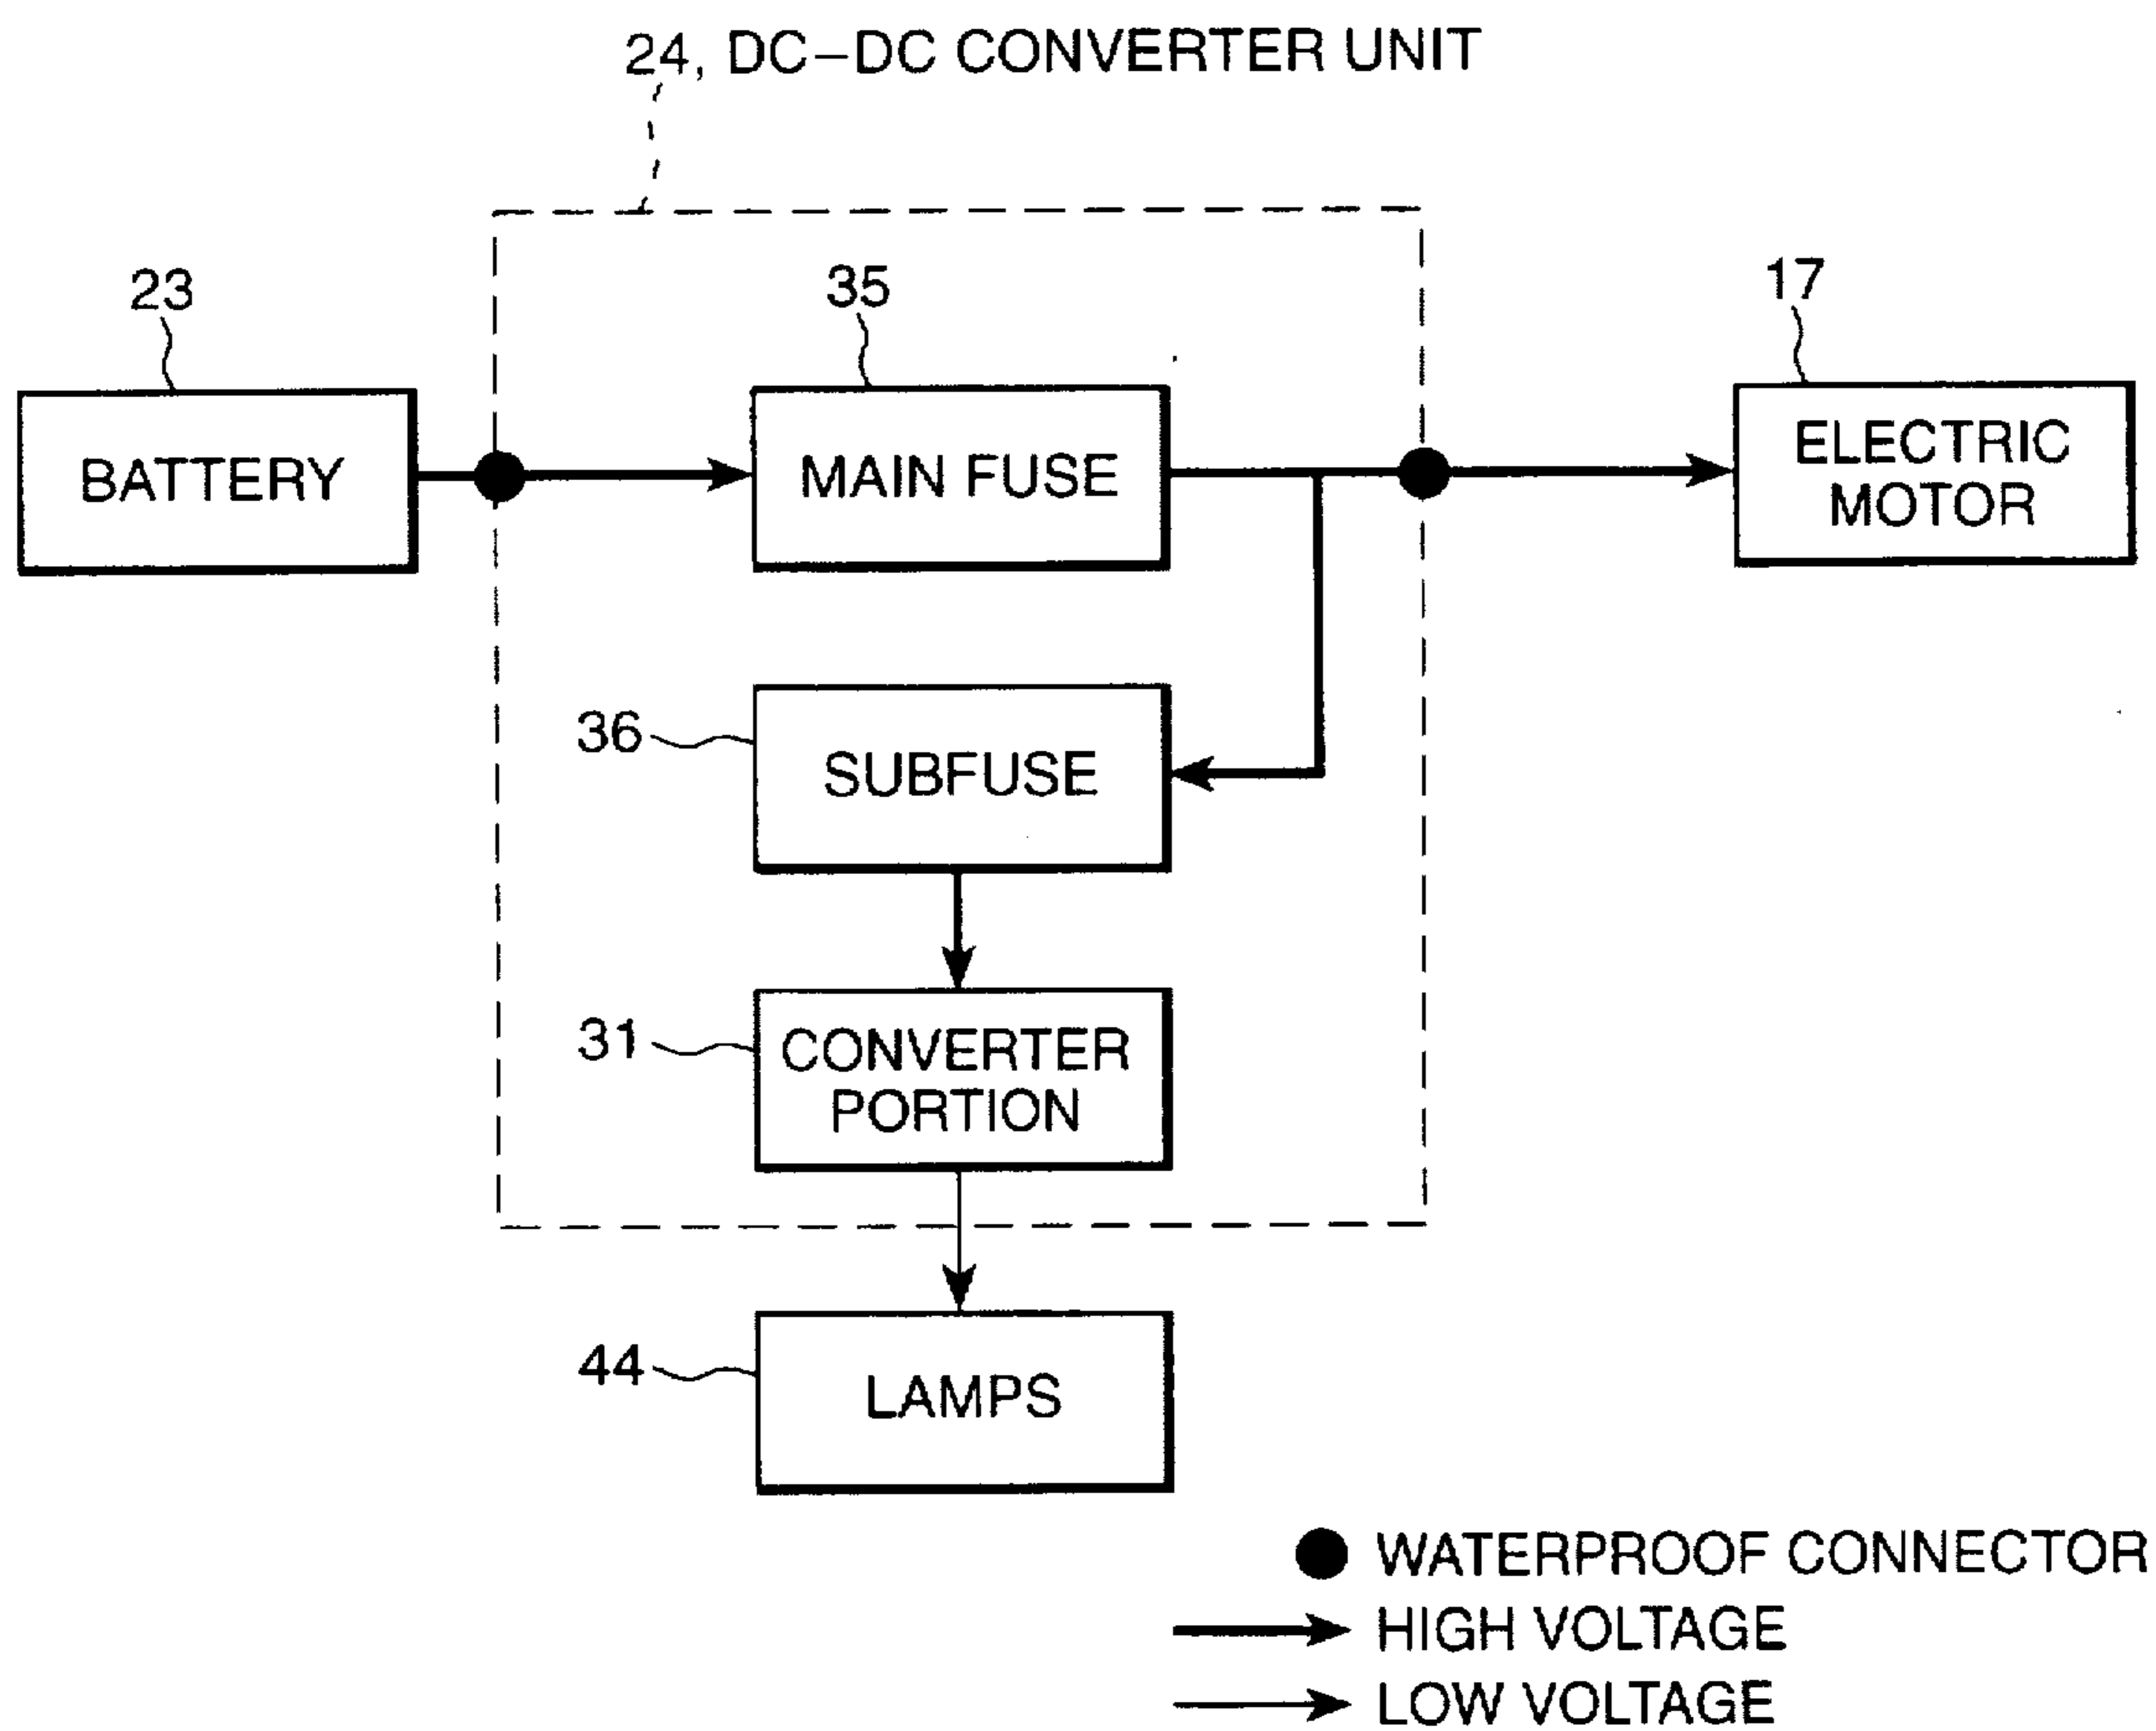 24, DC-DC CONVERTER UNIT
23
35
17
BATTERY
MAIN FUSE
ELECTRIC
MOTOR
36
SUBFUSE
31
CONVERTER
PORTION
44
LAMPS
WATERPROOF CONNECTOR
HIGH VOLTAGE
LOW VOLTAGE